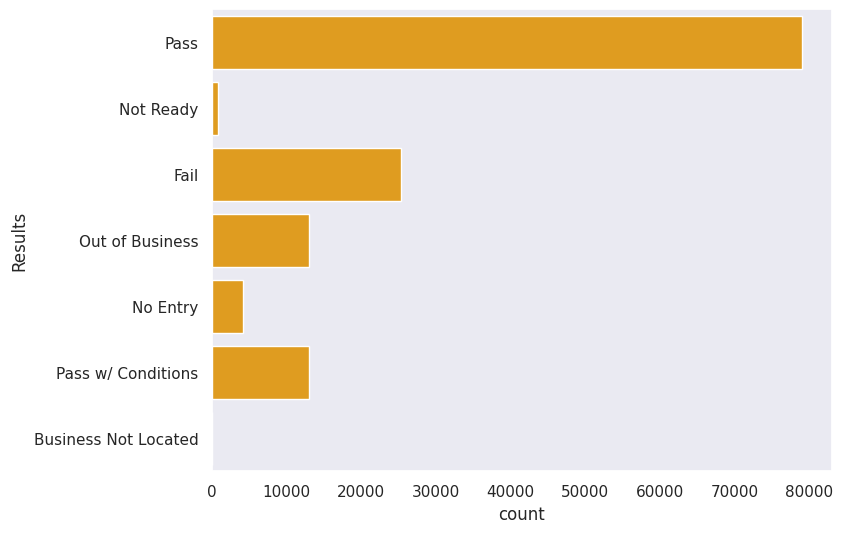 Pass
Not Ready
Fail
Out of Business
No Entry
Pass w/ Conditions
Business Not Located
Results
0 10000 20000 30000 40000 50000 60000 70000 80000
count